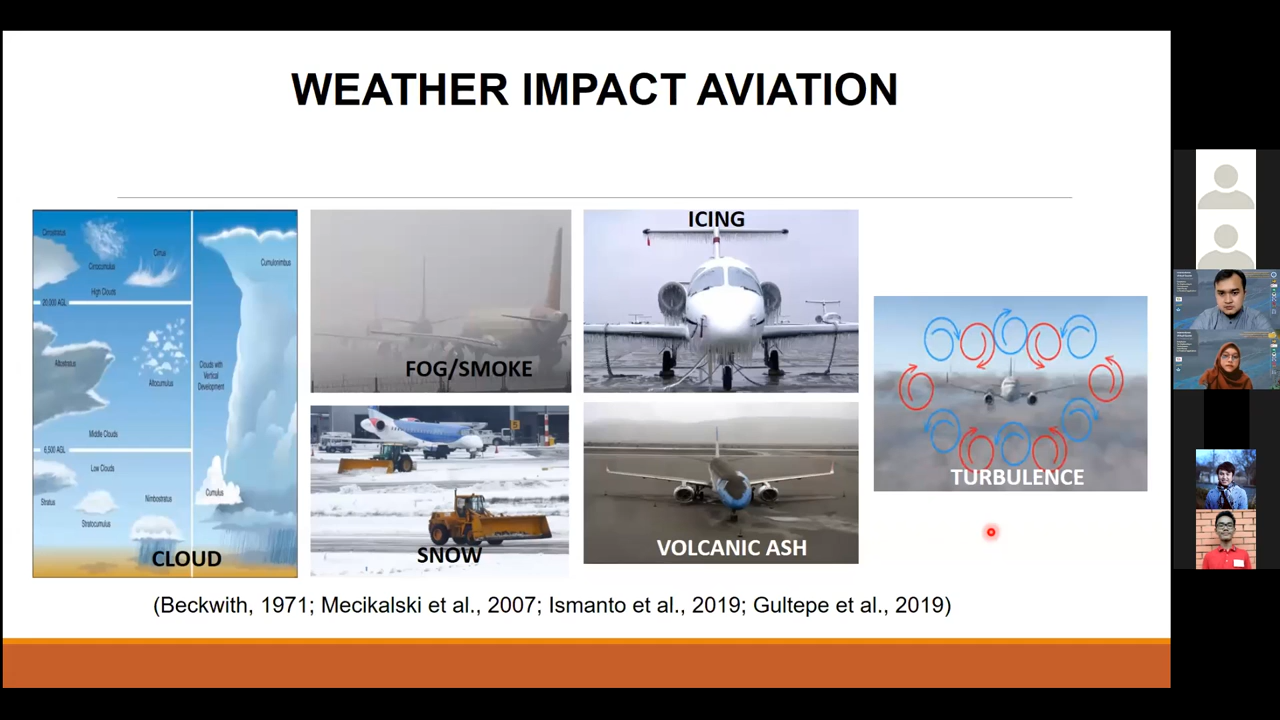 WEATHER IMPACT AVIATION
Cirrostratus
Cirrocumulus
Cirrus
High Clouds
20,000 AGL
Altostratus
Altocumulus
Middle Clouds
6,500 AGL
Low Clouds
Stratus
Stratocumulus
Nimbostratus
Cumulonimbus
Clouds with
Vertical
Development
Cumulus
CLOUD
FOG/SMOKE
ICING
SNOW
VOLCANIC ASH
TURBULENCE
(Beckwith, 1971; Mecikalski et al., 2007; Ismanto et al., 2019; Gultepe et al., 2019)